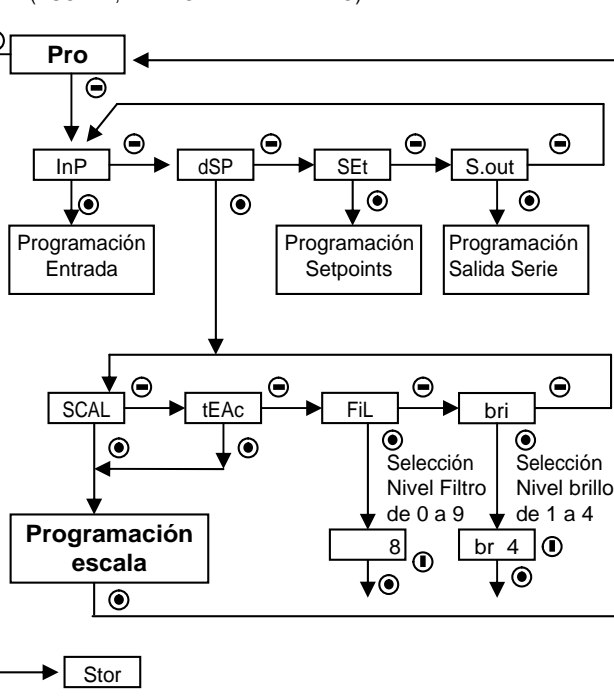 Pro
InP
dSP
SEt
S.out
Programación
Entrada
Programación
Setpoints
Programación
Salida Serie
SCAL
tEAc
FiL
bri
Selección
Nivel Filtro
de 0 a 9
Selección
Nivel brillo
de 1 a 4
Programación
escala
8
br 4
Stor